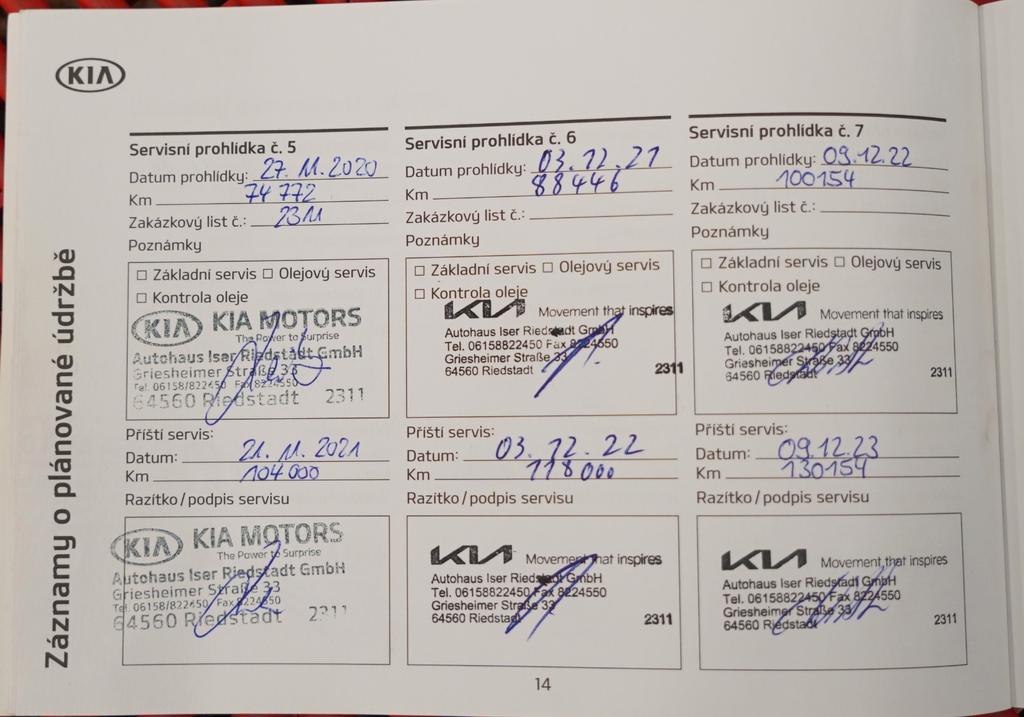 KIA
Záznamy o plánované údržbě
Servisní prohlídka č. 5
Datum prohlídky: 27. 11. 2020
Km 74 772
Zakázkový list č.: 2311
Poznámky
□ Základní servis □ Olejový servis
□ Kontrola oleje
KIA KIA MOTORS
The Power to Surprise
Autohaus Iser Riedstadt GmbH
Griesheimer Straße 33
Tel. 06158/822450 Fax 8224550
64560 Riedstadt 2311
Příští servis:
Datum: 21. 11. 2021
Km 104 000
Razítko / podpis servisu
KIA KIA MOTORS
The Power to Surprise
Autohaus Iser Riedstadt GmbH
Griesheimer Straße 33
Tel. 06158/822450 Fax 8224550
64560 Riedstadt 2311
Servisní prohlídka č. 6
Datum prohlídky: 03. 12. 21
Km 88446
Zakázkový list č.:
Poznámky
□ Základní servis □ Olejový servis
□ Kontrola oleje
KIA Movement that inspires
Autohaus Iser Riedstadt GmbH
Tel. 06158822450 Fax 8224550
Griesheimer Straße 33
64560 Riedstadt 2311
Příští servis:
Datum: 03. 12. 22
Km 118 000
Razítko / podpis servisu
KIA Movement that inspires
Autohaus Iser Riedstadt GmbH
Tel. 06158822450 Fax 8224550
Griesheimer Straße 33
64560 Riedstadt 2311
Servisní prohlídka č. 7
Datum prohlídky: 09.12.22
Km 100154
Zakázkový list č.:
Poznámky
□ Základní servis □ Olejový servis
□ Kontrola oleje
KIA Movement that inspires
Autohaus Iser Riedstadt GmbH
Tel. 06158822450 Fax 8224550
Griesheimer Straße 33
64560 Riedstadt 2311
Příští servis:
Datum: 09.12.23
Km 130154
Razítko / podpis servisu
KIA Movement that inspires
Autohaus Iser Riedstadt GmbH
Tel. 06158822450 Fax 8224550
Griesheimer Straße 33
64560 Riedstadt 2311
14